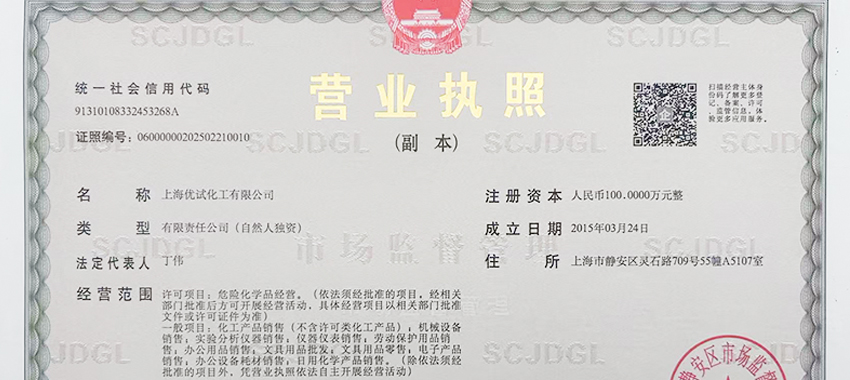 统一社会信用代码
91310108332453268A
证照编号:06000000202502210010
营业执照
(副 本)
扫描经营主体身
份码了解更多登
记、备案、许可
、监管信息,体
验更多应用服务。
名 称 上海优试化工有限公司
类 型 有限责任公司(自然人独资)
法定代表人 丁伟
经营范围 许可项目:危险化学品经营。(依法须经批准的项目,经相关
部门批准后方可开展经营活动,具体经营项目以相关部门批准
文件或许可证件为准)
一般项目:化工产品销售(不含许可类化工产品);机械设备
销售;实验分析仪器销售;仪器仪表销售;劳动保护用品销
售;办公用品销售;文具用品批发;文具用品零售;电子产品
销售;办公设备耗材销售;日用化学产品销售。(除依法须经
批准的项目外,凭营业执照依法自主开展经营活动)
注册资本 人民币100.0000万元整
成立日期 2015年03月24日
住 所 上海市静安区灵石路709号55幢A5107室
SCJDGL
SCJDGL
SCJDGL
SCJDGL
SCJDGL
SCJDGL
SCJDGL
市场监督管理
JDGL
SCJDGL
静安区市场监